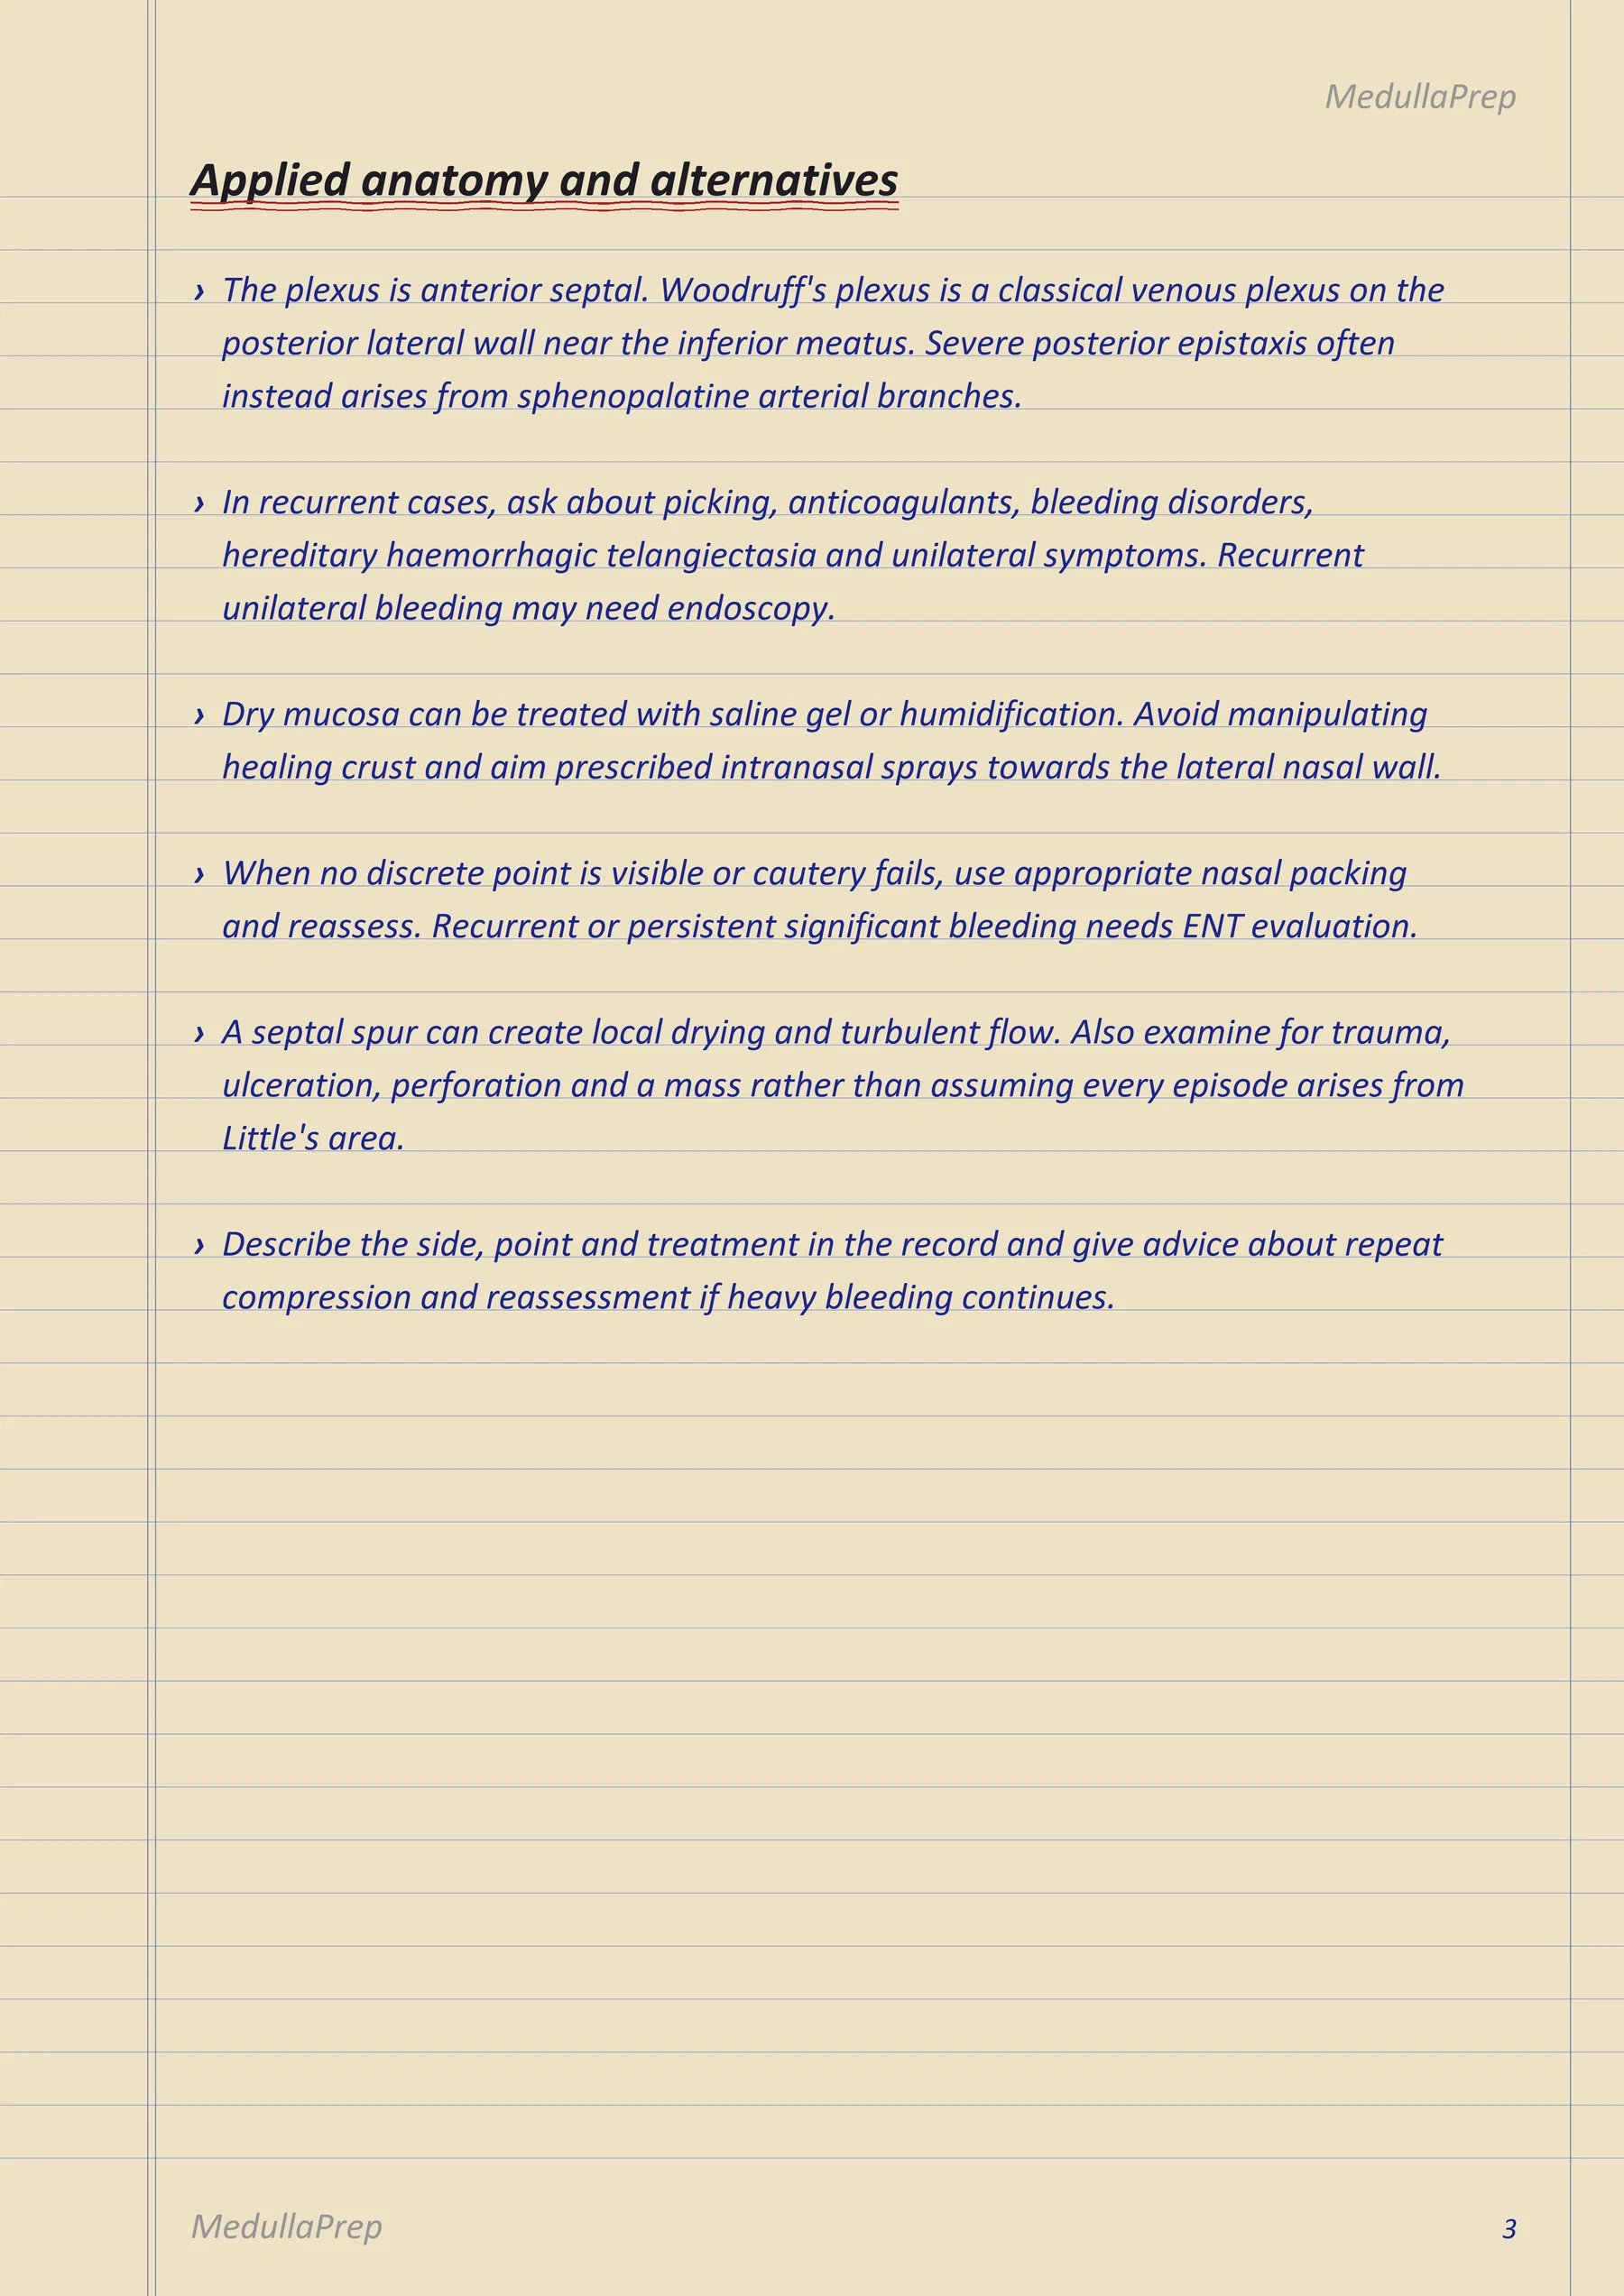 MedullaPrep
Applied anatomy and alternatives
› The plexus is anterior septal. Woodruff's plexus is a classical venous plexus on the
posterior lateral wall near the inferior meatus. Severe posterior epistaxis often
instead arises from sphenopalatine arterial branches.
› In recurrent cases, ask about picking, anticoagulants, bleeding disorders,
hereditary haemorrhagic telangiectasia and unilateral symptoms. Recurrent
unilateral bleeding may need endoscopy.
› Dry mucosa can be treated with saline gel or humidification. Avoid manipulating
healing crust and aim prescribed intranasal sprays towards the lateral nasal wall.
› When no discrete point is visible or cautery fails, use appropriate nasal packing
and reassess. Recurrent or persistent significant bleeding needs ENT evaluation.
› A septal spur can create local drying and turbulent flow. Also examine for trauma,
ulceration, perforation and a mass rather than assuming every episode arises from
Little's area.
› Describe the side, point and treatment in the record and give advice about repeat
compression and reassessment if heavy bleeding continues.
MedullaPrep
3